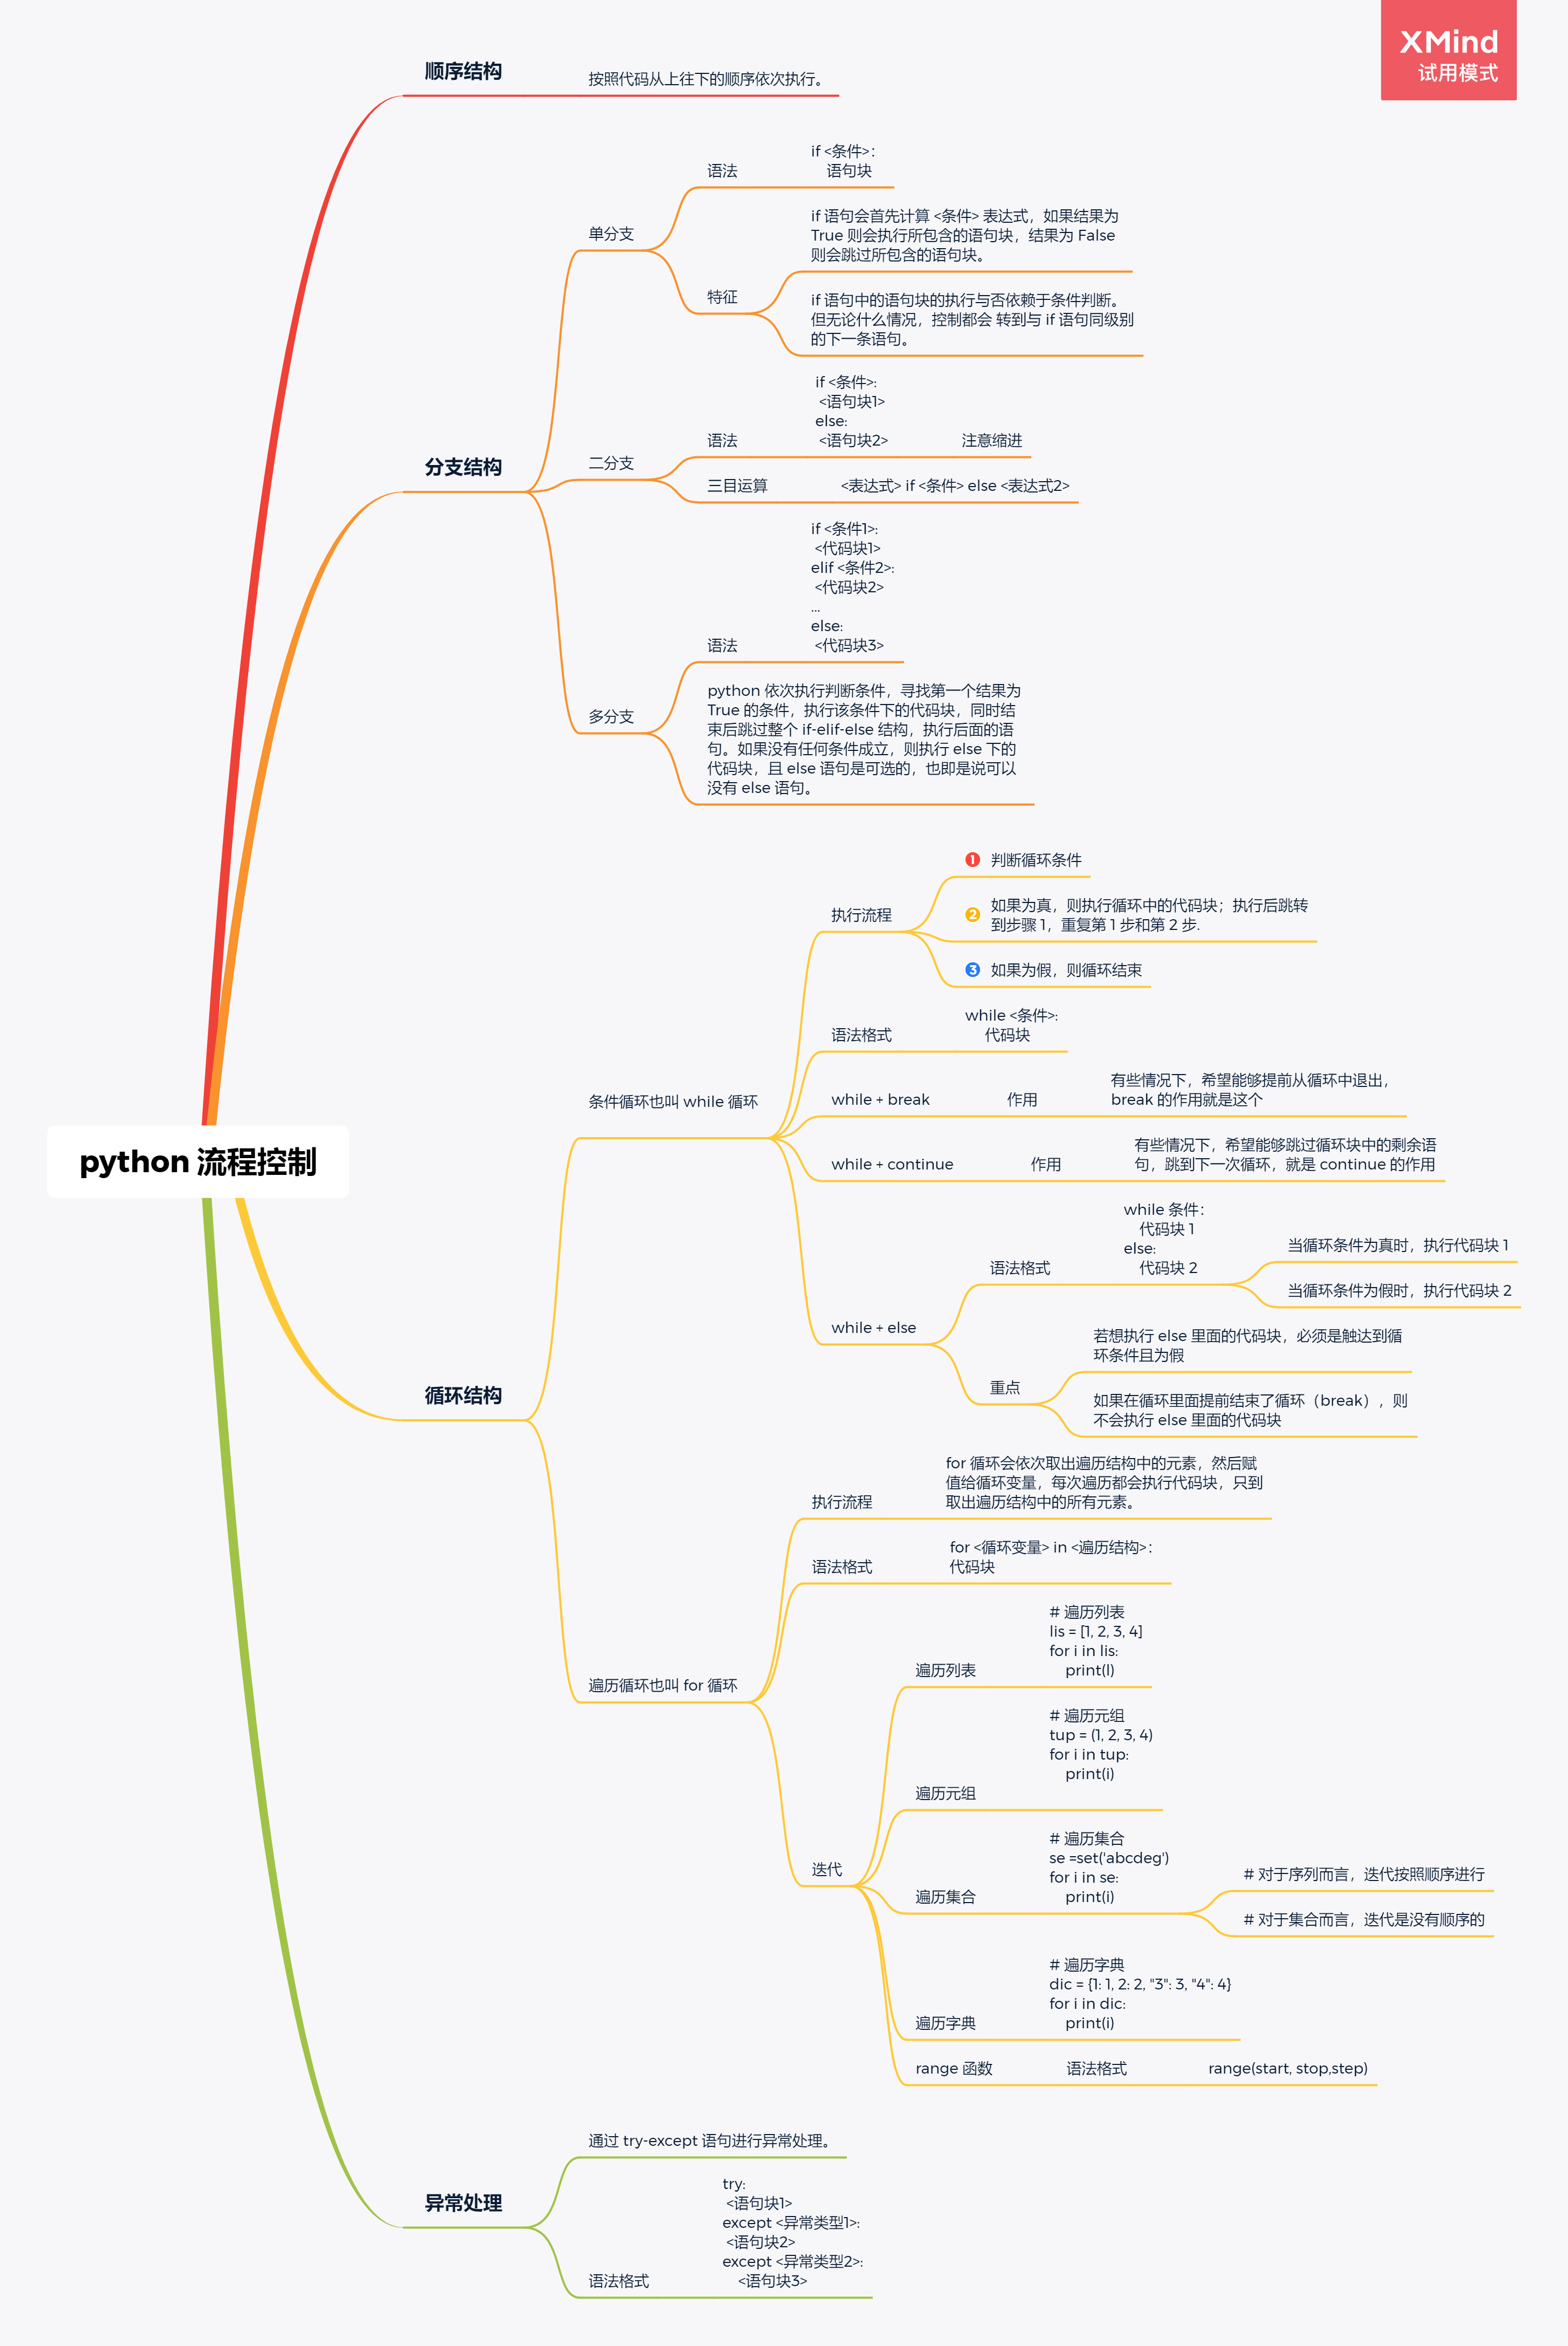 XMind
试用模式
python 流程控制
顺序结构
按照代码从上往下的顺序依次执行。
分支结构
单分支
语法
if <条件>：
语句块
特征
if 语句会首先计算 <条件> 表达式，如果结果为
True 则会执行所包含的语句块，结果为 False
则会跳过所包含的语句块。
if 语句中的语句块的执行与否依赖于条件判断。
但无论什么情况，控制都会 转到与 if 语句同级别
的下一条语句。
二分支
语法
if <条件>:
<语句块1>
else:
<语句块2>
注意缩进
三目运算
<表达式> if <条件> else <表达式2>
多分支
语法
if <条件1>:
<代码块1>
elif <条件2>:
<代码块2>
...
else:
<代码块3>
python 依次执行判断条件，寻找第一个结果为
True 的条件，执行该条件下的代码块，同时结
束后跳过整个 if-elif-else 结构，执行后面的语
句。如果没有任何条件成立，则执行 else 下的
代码块，且 else 语句是可选的，也即是说可以
没有 else 语句。
循环结构
条件循环也叫 while 循环
执行流程
1 判断循环条件
2 如果为真，则执行循环中的代码块；执行后跳转
到步骤 1，重复第 1 步和第 2 步.
3 如果为假，则循环结束
语法格式
while <条件>:
代码块
while + break
作用
有些情况下，希望能够提前从循环中退出，
break 的作用就是这个
while + continue
作用
有些情况下，希望能够跳过循环块中的剩余语
句，跳到下一次循环，就是 continue 的作用
while + else
语法格式
while 条件：
代码块 1
else:
代码块 2
当循环条件为真时，执行代码块 1
当循环条件为假时，执行代码块 2
重点
若想执行 else 里面的代码块，必须是触达到循
环条件且为假
如果在循环里面提前结束了循环（break），则
不会执行 else 里面的代码块
遍历循环也叫 for 循环
执行流程
for 循环会依次取出遍历结构中的元素，然后赋
值给循环变量，每次遍历都会执行代码块，只到
取出遍历结构中的所有元素。
语法格式
for <循环变量> in <遍历结构>：
代码块
迭代
遍历列表
# 遍历列表
lis = [1, 2, 3, 4]
for i in lis:
print(l)
遍历元组
# 遍历元组
tup = (1, 2, 3, 4)
for i in tup:
print(i)
遍历集合
# 遍历集合
se =set('abcdeg')
for i in se:
print(i)
# 对于序列而言，迭代按照顺序进行
# 对于集合而言，迭代是没有顺序的
遍历字典
# 遍历字典
dic = {1: 1, 2: 2, "3": 3, "4": 4}
for i in dic:
print(i)
range 函数
语法格式
range(start, stop,step)
异常处理
通过 try-except 语句进行异常处理。
语法格式
try:
<语句块1>
except <异常类型1>:
<语句块2>
except <异常类型2>:
<语句块3>